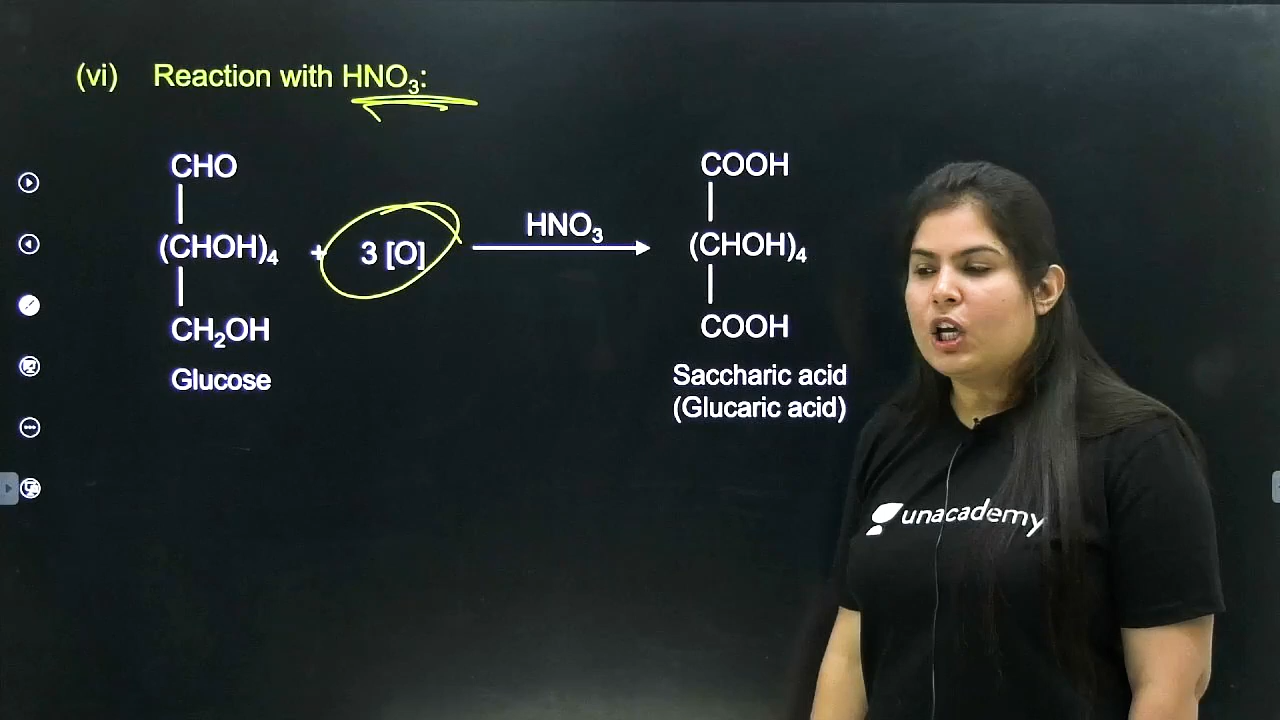 (vi) Reaction with HNO₃:
CHO
(CHOH)₄
CH₂OH
Glucose
+ 3 [O]
HNO₃
COOH
(CHOH)₄
COOH
Saccharic acid
(Glucaric acid)
unacademy